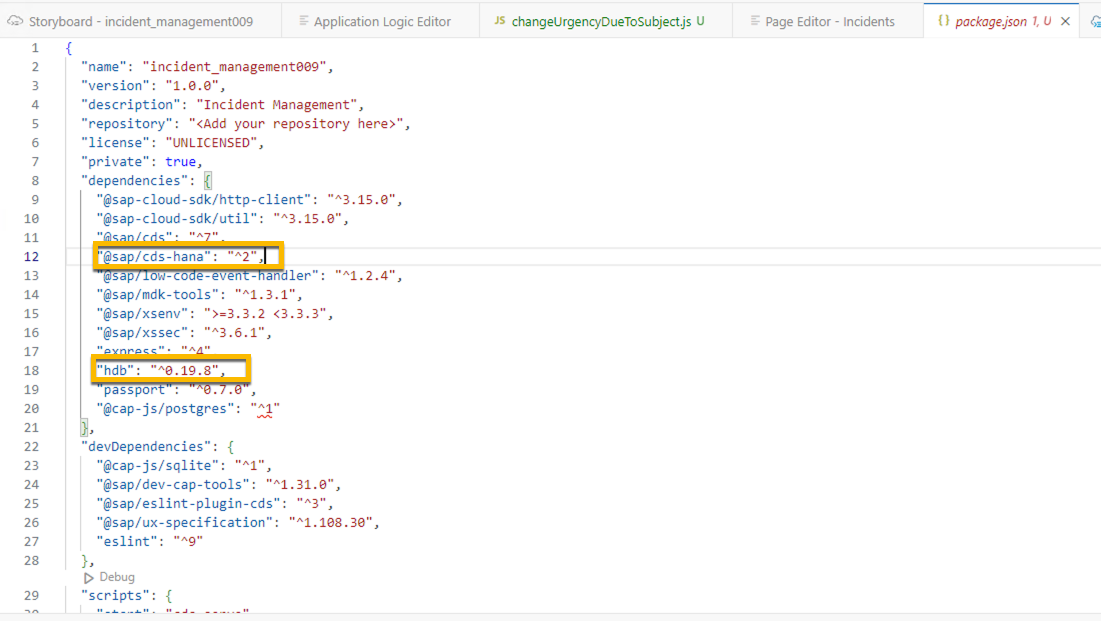 Storyboard - incident_management009 Application Logic Editor JS changeUrgencyDueToSubject.js U Page Editor - Incidents {} package.json 1, U
1 {
2 "name": "incident_management009",
3 "version": "1.0.0",
4 "description": "Incident Management",
5 "repository": "<Add your repository here>",
6 "license": "UNLICENSED",
7 "private": true,
8 "dependencies": {
9 "@sap-cloud-sdk/http-client": "^3.15.0",
10 "@sap-cloud-sdk/util": "^3.15.0",
11 "@sap/cds": "^7",
12 "@sap/cds-hana": "^2",
13 "@sap/low-code-event-handler": "^1.2.4",
14 "@sap/mdk-tools": "^1.3.1",
15 "@sap/xsenv": ">=3.3.2 <3.3.3",
16 "@sap/xssec": "^3.6.1",
17 "express": "^4"
18 "hdb": "^0.19.8",
19 "passport": "^0.7.0",
20 "@cap-js/postgres": "^1"
21 },
22 "devDependencies": {
23 "@cap-js/sqlite": "^1",
24 "@sap/dev-cap-tools": "^1.31.0",
25 "@sap/eslint-plugin-cds": "^3",
26 "@sap/ux-specification": "^1.108.30",
27 "eslint": "^9"
28 },
Debug
29 "scripts": {
30 "start": "cds-serve"